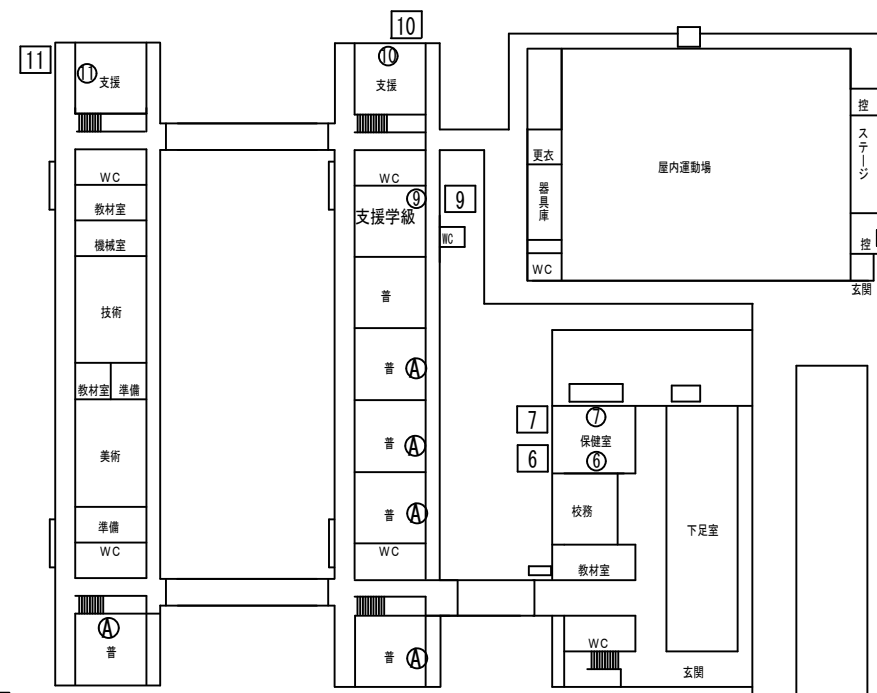 10
11
⑪
支援
⑩
支援
WC
教材室
機械室
技術
教材室
準備
美術
準備
WC
Ⓐ
普
WC
⑨
9
支援学級
WC
普
普
Ⓐ
普
Ⓐ
普
Ⓐ
WC
普
Ⓐ
更衣
器具庫
WC
屋内運動場
控
ステージ
控
玄関
7
⑦
保健室
6
⑥
校務
教材室
下足室
WC
玄関